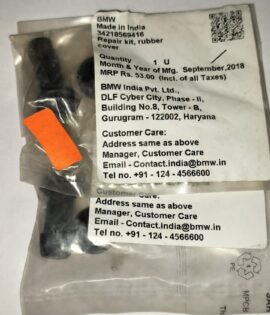 BMW
Made in India
34218569416
Repair kit, rubber
cover
Quantity 1 U
Month & Year of Mfg. September,2018
MRP Rs. 53.00 (Incl. of all Taxes)
BMW India Pvt. Ltd.,
DLF Cyber City, Phase - II,
Building No.8, Tower - B,
Gurugram - 122002, Haryana
Customer Care:
Address same as above
Manager, Customer Care
Email - Contact.india@bmw.in
Tel no. +91 - 124 - 4566600
Customer Care:
Address same as above
Manager, Customer Care
Email - Contact.india@bmw.in
Tel no. +91 - 124 - 4566600
PE
MPCB